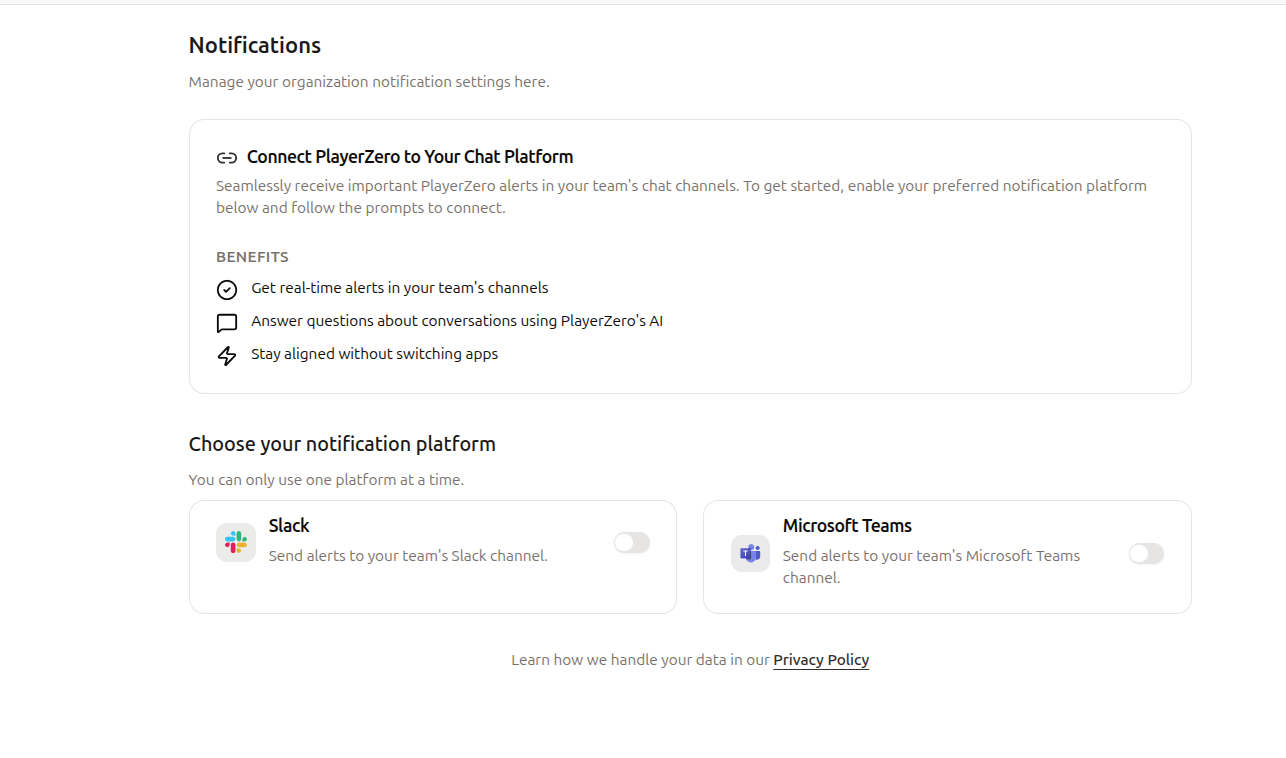 Notifications
Manage your organization notification settings here.
Connect PlayerZero to Your Chat Platform
Seamlessly receive important PlayerZero alerts in your team's chat channels. To get started, enable your preferred notification platform
below and follow the prompts to connect.
BENEFITS
Get real-time alerts in your team's channels
Answer questions about conversations using PlayerZero's AI
Stay aligned without switching apps
Choose your notification platform
You can only use one platform at a time.
Slack
Send alerts to your team's Slack channel.
Microsoft Teams
Send alerts to your team's Microsoft Teams
channel.
Learn how we handle your data in our Privacy Policy